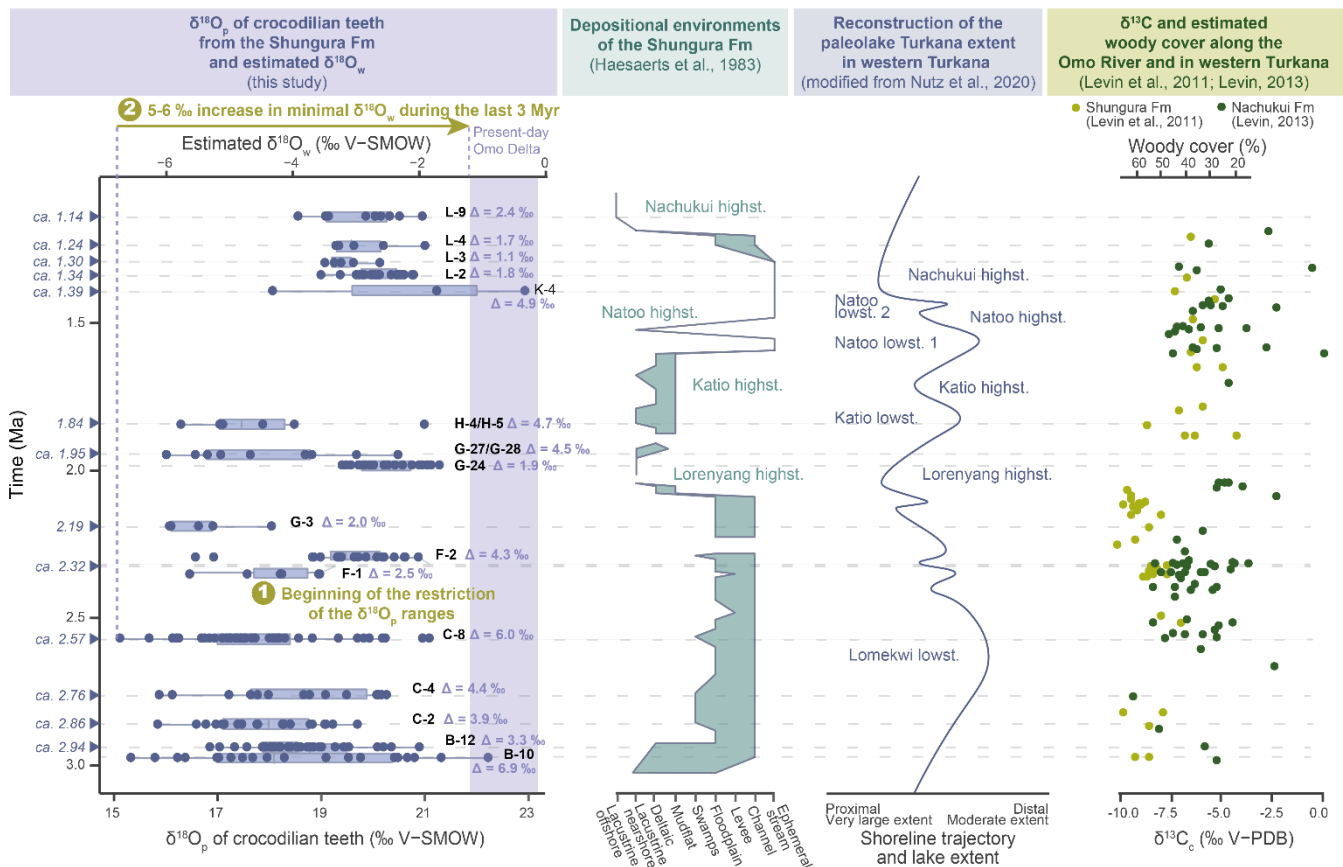 δ¹⁸Oₚ of crocodilian teeth
from the Shungura Fm
and estimated δ¹⁸O_w
(this study)
Depositional environments
of the Shungura Fm
(Haesaerts et al., 1983)
Reconstruction of the
paleolake Turkana extent
in western Turkana
(modified from Nutz et al., 2020)
δ¹³C and estimated
woody cover along the
Omo River and in western Turkana
(Levin et al., 2011; Levin, 2013)
2 5-6 ‰ increase in minimal δ¹⁸O_w during the last 3 Myr
Estimated δ¹⁸O_w (‰ V−SMOW)
Present-day
Omo Delta
−6 −4 −2 0
Shungura Fm
(Levin et al., 2011)
Nachukui Fm
(Levin, 2013)
Woody cover (%)
60 50 40 30 20
Time (Ma)
ca. 1.14
ca. 1.24
ca. 1.30
ca. 1.34
ca. 1.39
1.5
1.84
ca. 1.95
2.0
2.19
ca. 2.32
2.5
ca. 2.57
ca. 2.76
ca. 2.86
ca. 2.94
3.0
L-9 Δ = 2.4 ‰
L-4 Δ = 1.7 ‰
L-3 Δ = 1.1 ‰
L-2 Δ = 1.8 ‰
K-4
Δ = 4.9 ‰
H-4/H-5 Δ = 4.7 ‰
G-27/G-28 Δ = 4.5 ‰
G-24 Δ = 1.9 ‰
G-3 Δ = 2.0 ‰
F-2 Δ = 4.3 ‰
F-1 Δ = 2.5 ‰
1 Beginning of the restriction
of the δ¹⁸Oₚ ranges
C-8 Δ = 6.0 ‰
C-4 Δ = 4.4 ‰
C-2 Δ = 3.9 ‰
B-12 Δ = 3.3 ‰
B-10
Δ = 6.9 ‰
15 17 19 21 23
δ¹⁸Oₚ of crocodilian teeth (‰ V−SMOW)
Nachukui highst.
Natoo highst.
Katio highst.
Lorenyang highst.
Lacustrine
offshore
Lacustrine
nearshore
Deltaic
Mudflat
Swamps
Floodplain
Levee
Channel
Ephemeral
stream
Nachukui highst.
Natoo
lowst. 2
Natoo highst.
Natoo lowst. 1
Katio highst.
Katio lowst.
Lorenyang highst.
Lomekwi lowst.
Proximal
Very large extent
Distal
Moderate extent
Shoreline trajectory
and lake extent
-10.0 -7.5 -5.0 -2.5 0.0
δ¹³C_c (‰ V−PDB)